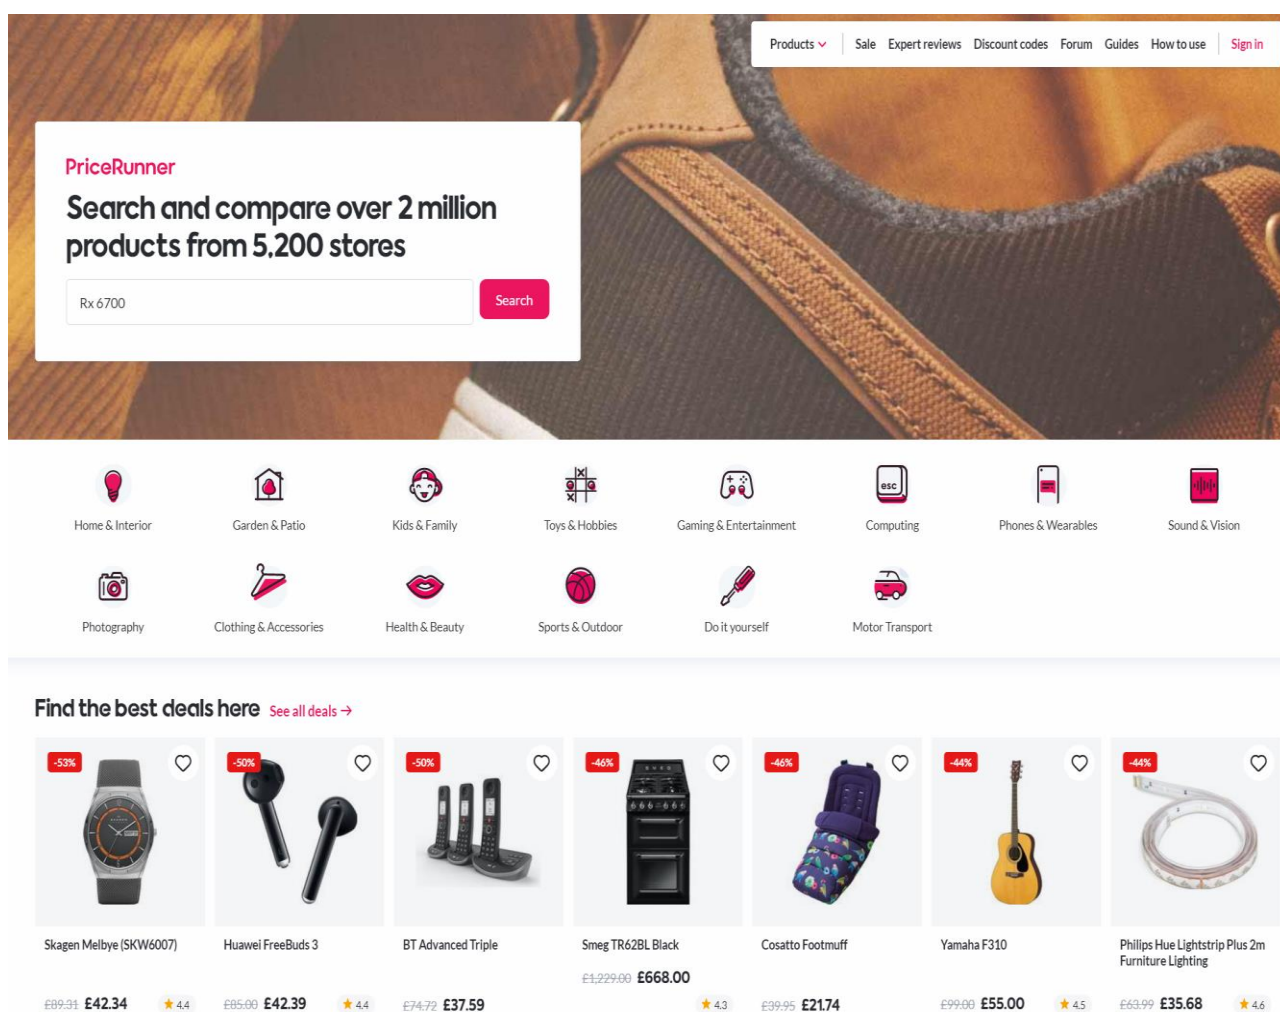 Products Sale Expert reviews Discount codes Forum Guides How to use Sign in
PriceRunner
Search and compare over 2 million
products from 5,200 stores
Rx 6700
Search
Home & Interior Garden & Patio Kids & Family Toys & Hobbies Gaming & Entertainment Computing Phones & Wearables Sound & Vision
esc
Photography Clothing & Accessories Health & Beauty Sports & Outdoor Do it yourself Motor Transport
Find the best deals here See all deals →
-53% -50% -50% -46% -46% -44% -44%
Skagen Melbye (SKW6007) Huawei FreeBuds 3 BT Advanced Triple Smeg TR62BL Black Cosatto Footmuff Yamaha F310 Philips Hue Lightstrip Plus 2m
Furniture Lighting
£1,229.00 £668.00
£89.31 £42.34 4.4 £85.00 £42.39 4.4 £74.72 £37.59 4.3 £39.95 £21.74 £99.00 £55.00 4.5 £63.99 £35.68 4.6